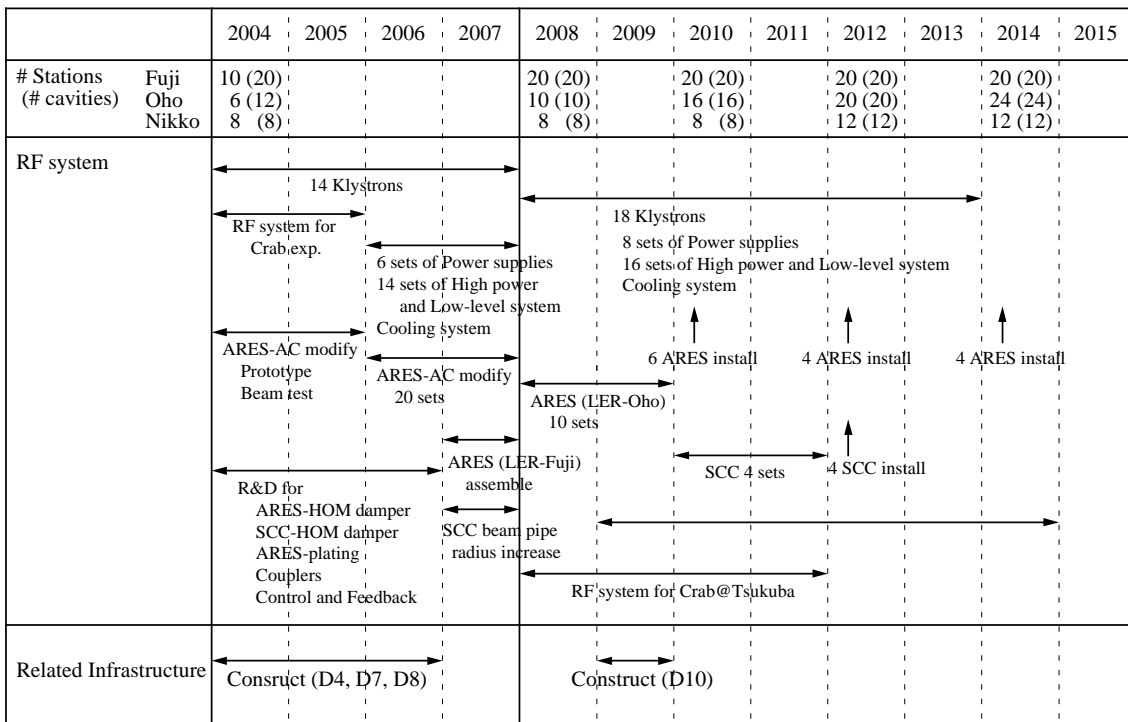 2004 2005 2006 2007 2008 2009 2010 2011 2012 2013 2014 2015
# Stations Fuji 10 (20) 20 (20) 20 (20) 20 (20) 20 (20)
(# cavities) Oho 6 (12) 10 (10) 16 (16) 20 (20) 24 (24)
Nikko 8 (8) 8 (8) 8 (8) 12 (12) 12 (12)
RF system
14 Klystrons
18 Klystrons
RF system for
Crab exp.
8 sets of Power supplies
16 sets of High power and Low-level system
Cooling system
6 sets of Power supplies
14 sets of High power
and Low-level system
Cooling system
ARES-AC modify
Prototype
Beam test
6 ARES install 4 ARES install 4 ARES install
ARES-AC modify
20 sets
ARES (LER-Oho)
10 sets
ARES (LER-Fuji)
assemble
SCC 4 sets
4 SCC install
R&D for
ARES-HOM damper
SCC-HOM damper
ARES-plating
Couplers
Control and Feedback
SCC beam pipe
radius increase
RF system for Crab@Tsukuba
Related Infrastructure
Consruct (D4, D7, D8)
Construct (D10)